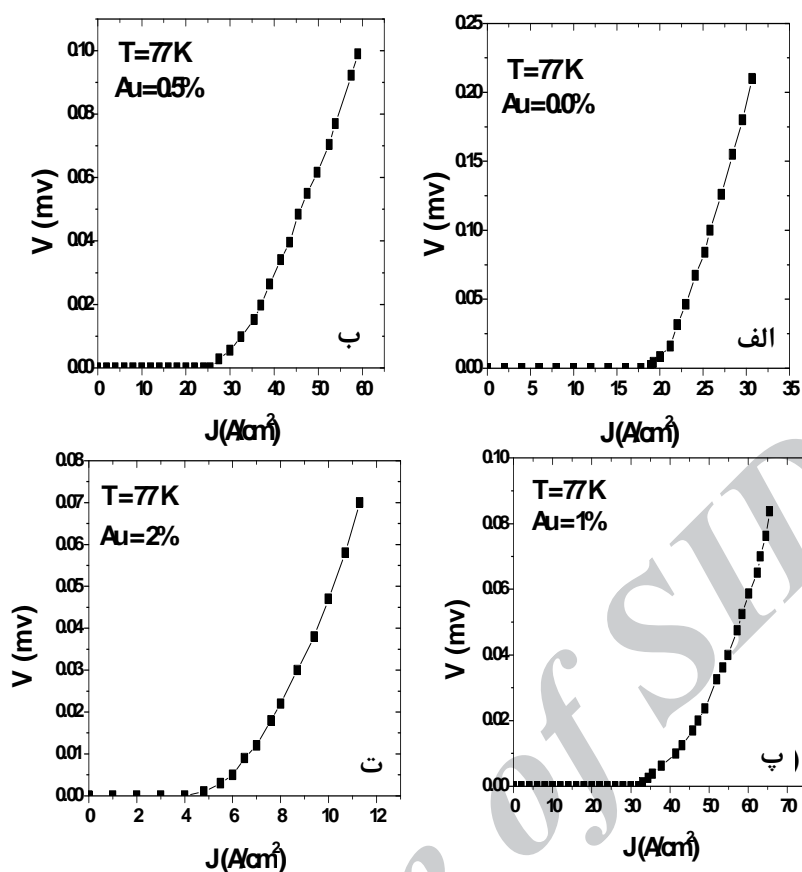 T=77K
Au=0.5%
V (mv)
0.10
0.08
0.06
0.04
0.02
0.00
0 10 20 30 40 50 60
J(A/cm²)
ب
T=77K
Au=0.0%
V (mv)
0.25
0.20
0.15
0.10
0.05
0.00
0 5 10 15 20 25 30 35
J(A/cm²)
الف
T=77K
Au=2%
V (mv)
0.08
0.07
0.06
0.05
0.04
0.03
0.02
0.01
0.00
0 2 4 6 8 10 12
J(A/cm²)
ت
T=77K
Au=1%
V (mv)
0.10
0.08
0.06
0.04
0.02
0.00
0 10 20 30 40 50 60 70
J(A/cm²)
پ
of SID